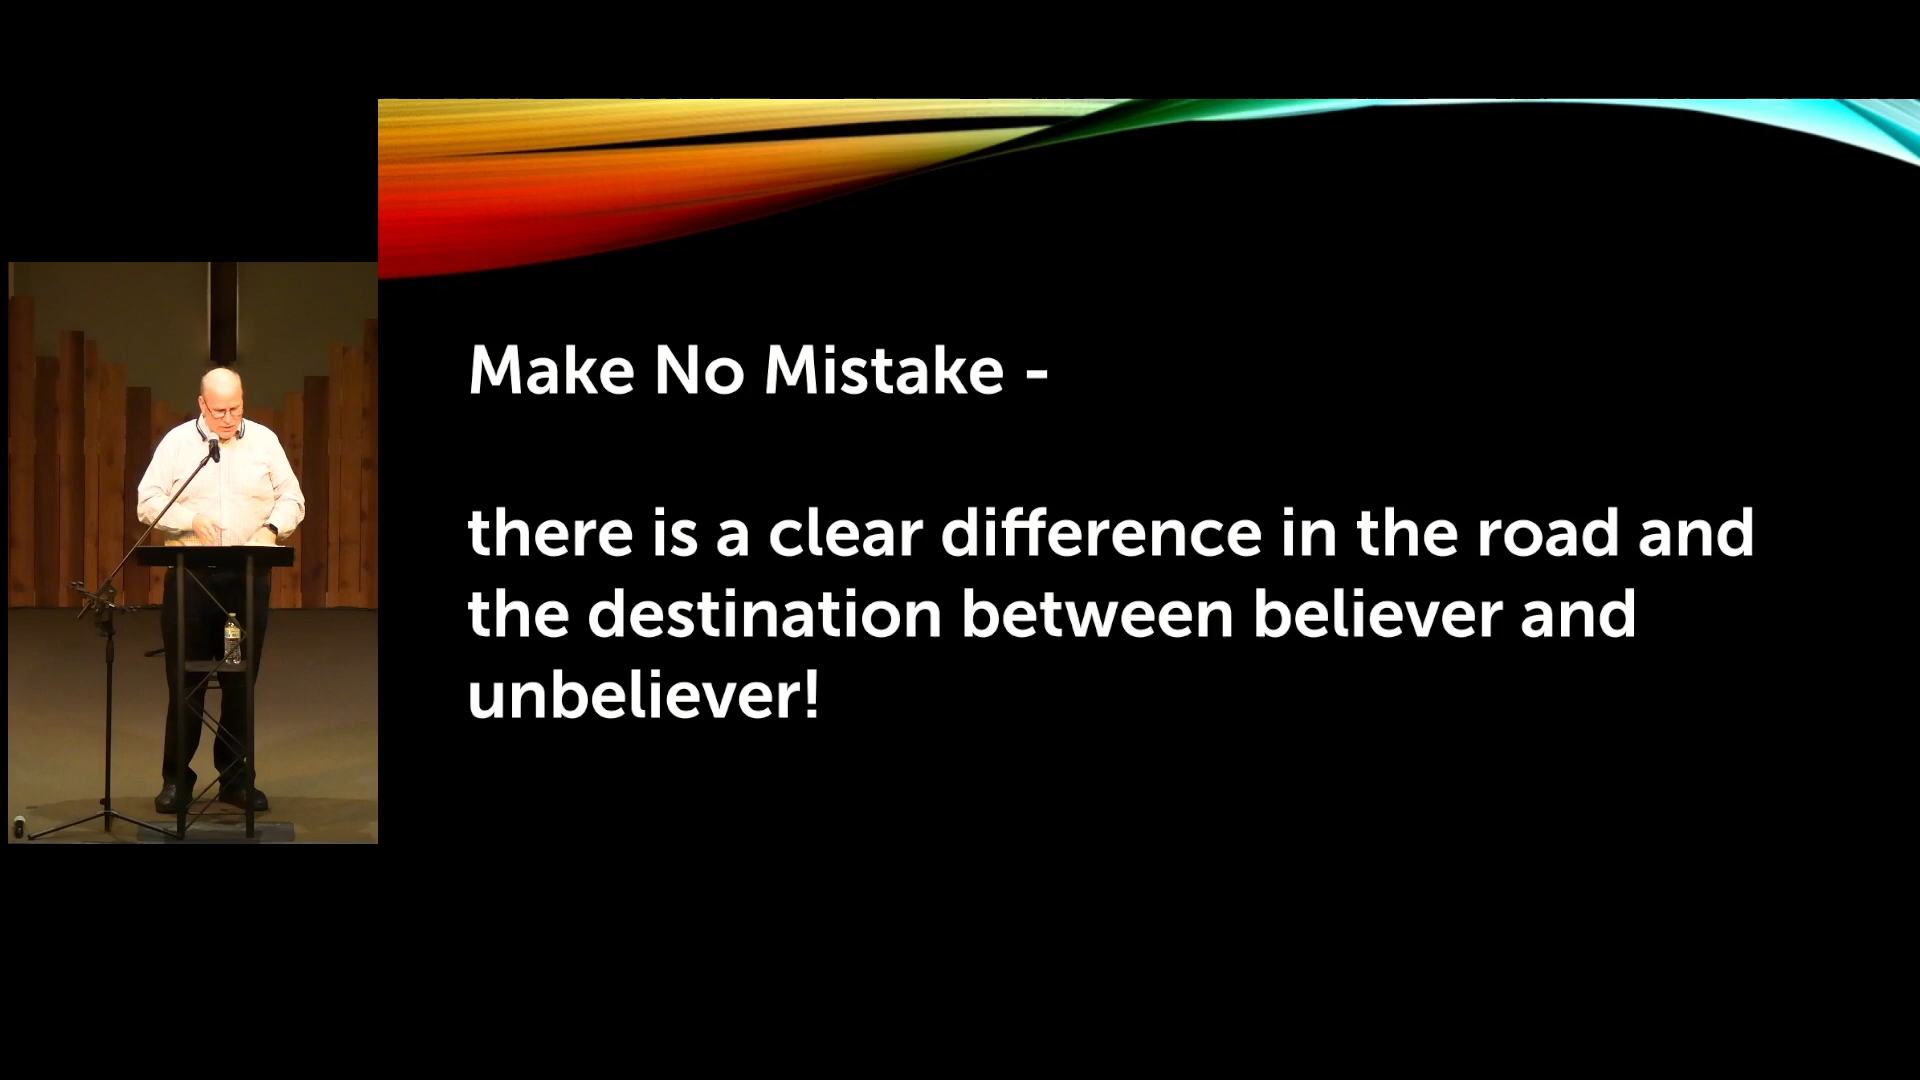 Make No Mistake -
there is a clear difference in the road and
the destination between believer and
unbeliever!